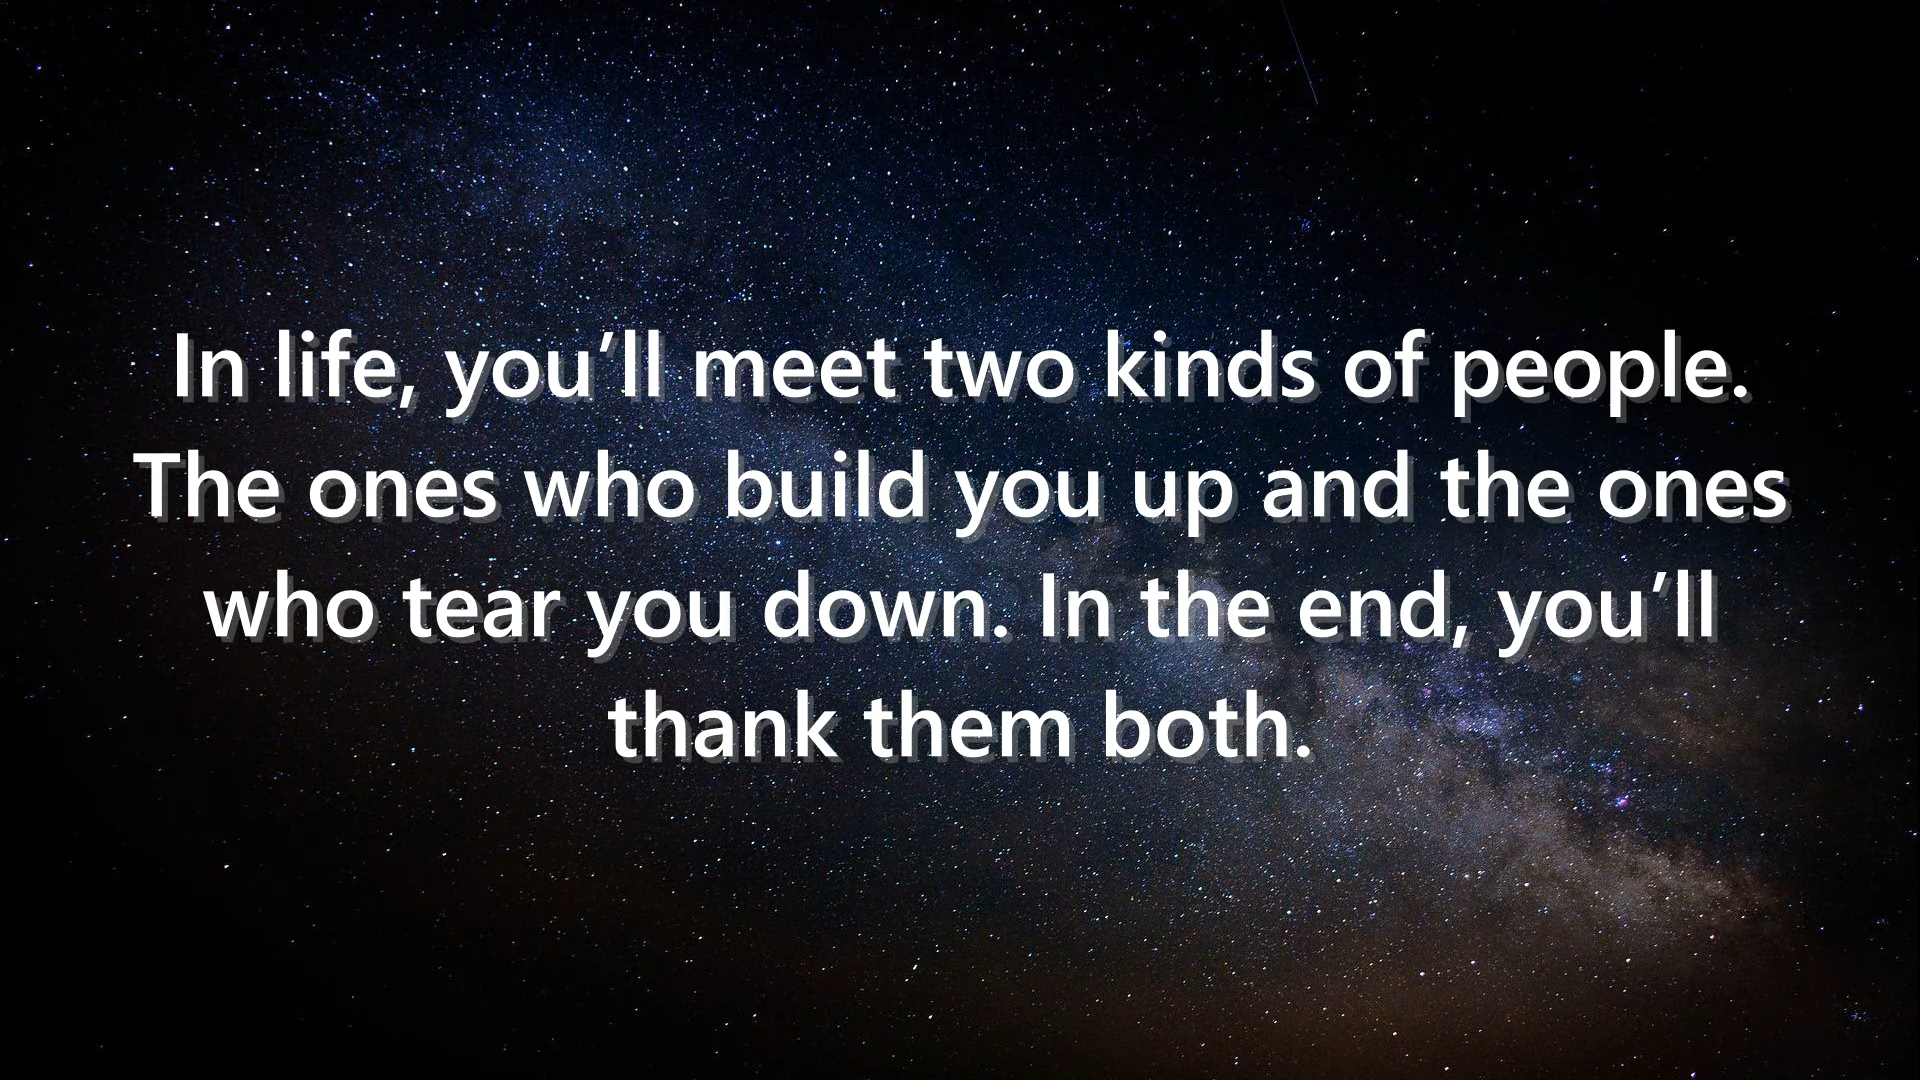 In life, you’ll meet two kinds of people.
The ones who build you up and the ones
who tear you down. In the end, you’ll
thank them both.